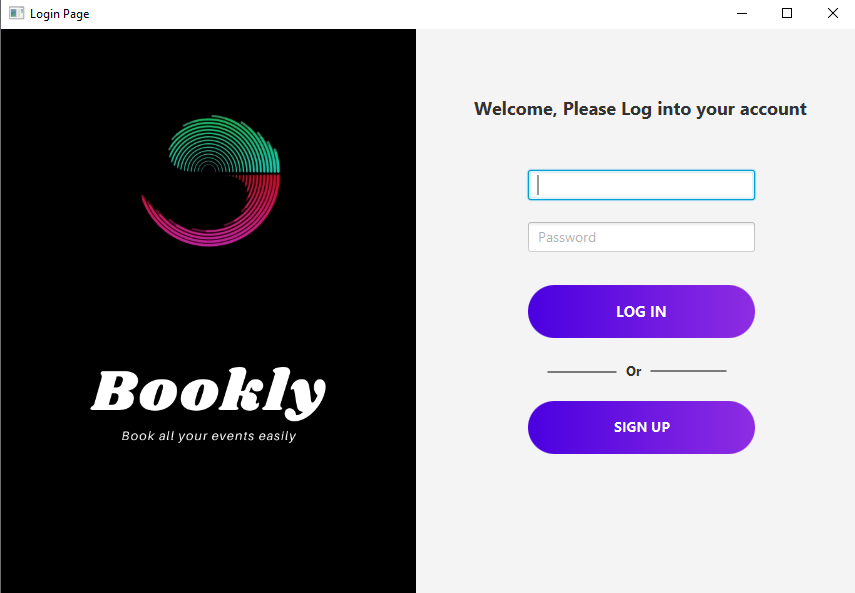 Login Page
Bookly
Book all your events easily
Welcome, Please Log into your account
Password
LOG IN
Or
SIGN UP